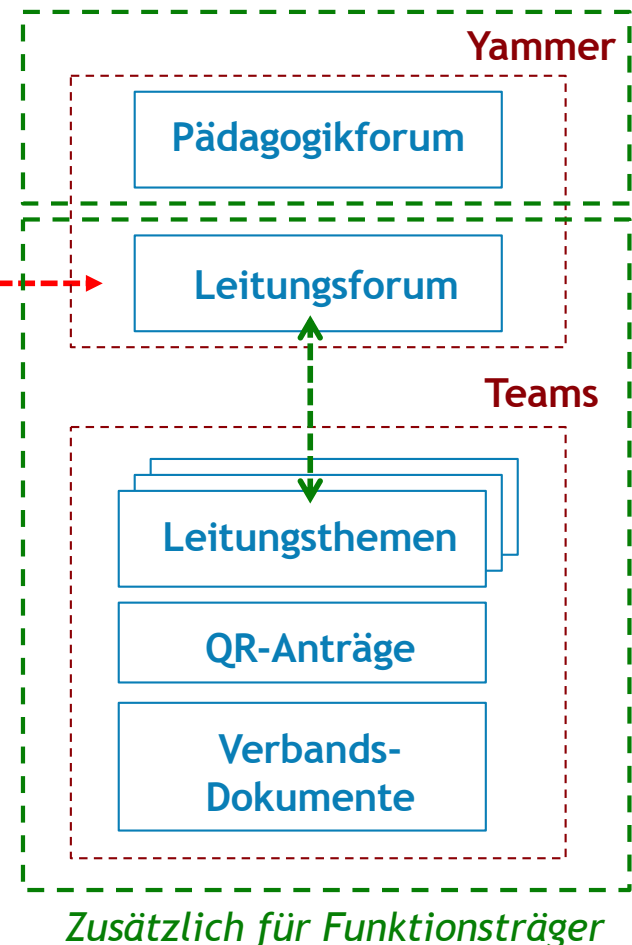 Yammer
Pädagogikforum
Leitungsforum
Teams
Leitungsthemen
QR-Anträge
Verbands-
Dokumente
Zusätzlich für Funktionsträger